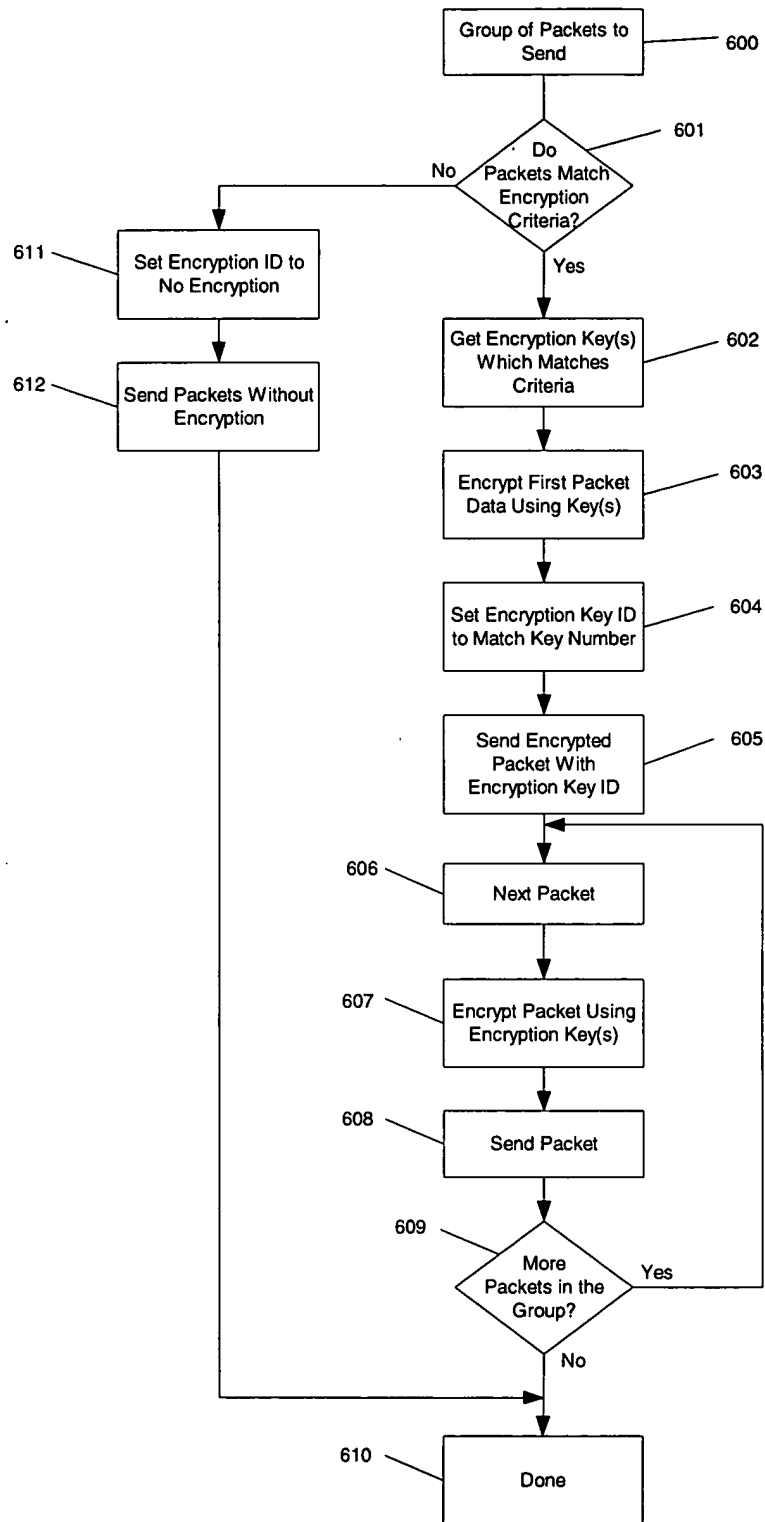 Group of Packets to
Send
600
601
Do
Packets Match
Encryption
Criteria?
No
Yes
611
Set Encryption ID to
No Encryption
Get Encryption Key(s)
Which Matches
Criteria
602
612
Send Packets Without
Encryption
Encrypt First Packet
Data Using Key(s)
603
Set Encryption Key ID
to Match Key Number
604
Send Encrypted
Packet With
Encryption Key ID
605
606
Next Packet
607
Encrypt Packet Using
Encryption Key(s)
608
Send Packet
609
More
Packets in the
Group?
Yes
No
610
Done